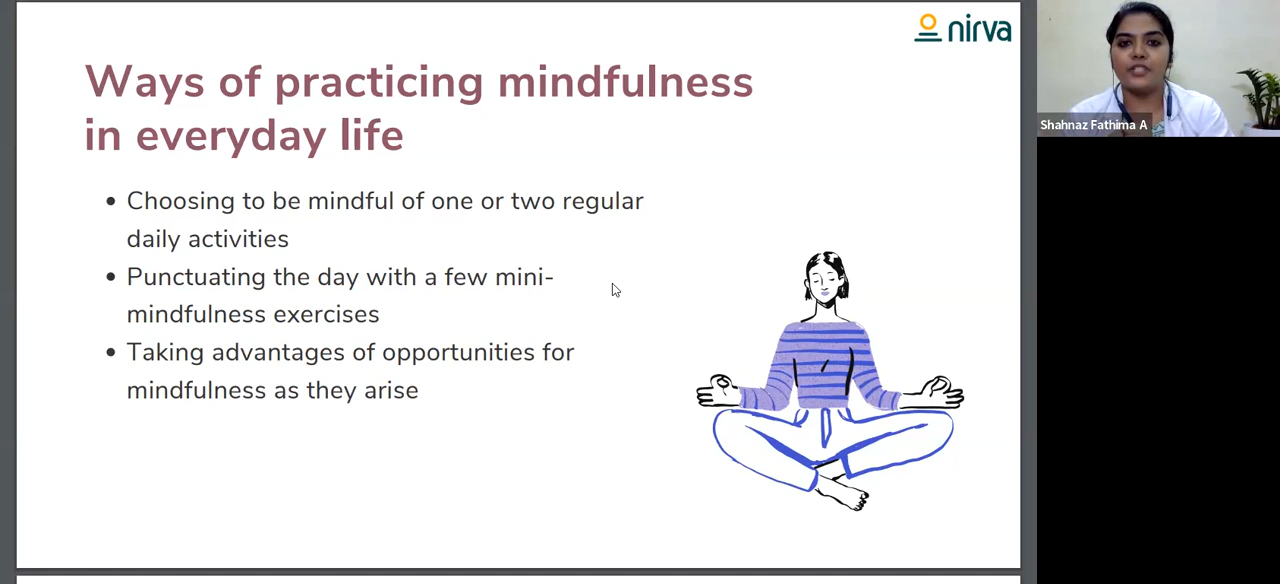 nirva
Ways of practicing mindfulness
in everyday life
Choosing to be mindful of one or two regular
daily activities
Punctuating the day with a few mini-
mindfulness exercises
Taking advantages of opportunities for
mindfulness as they arise
Shahnaz Fathima A